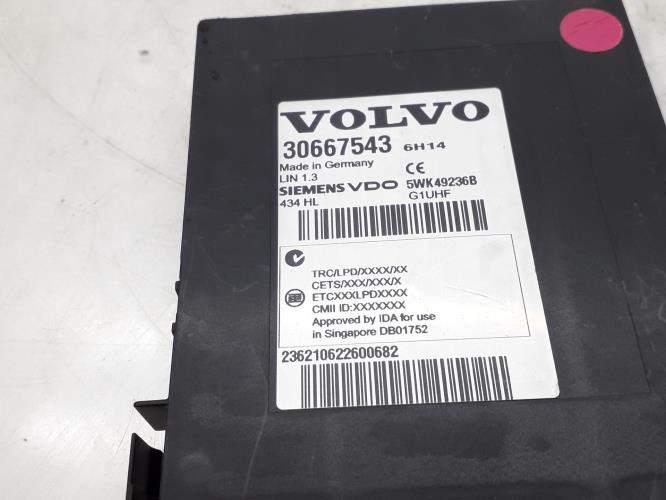 VOLVO
30667543 6H14
Made in Germany
LIN 1.3 CE
SIEMENS VDO 5WK49236B
434 HL G1UHF
TRC/LPD/XXXX/XX
CETS/XXX/XXX/X
ETCXXXLPDXXXX
CMII ID:XXXXXXX
Approved by IDA for use
in Singapore DB01752
236210622600682